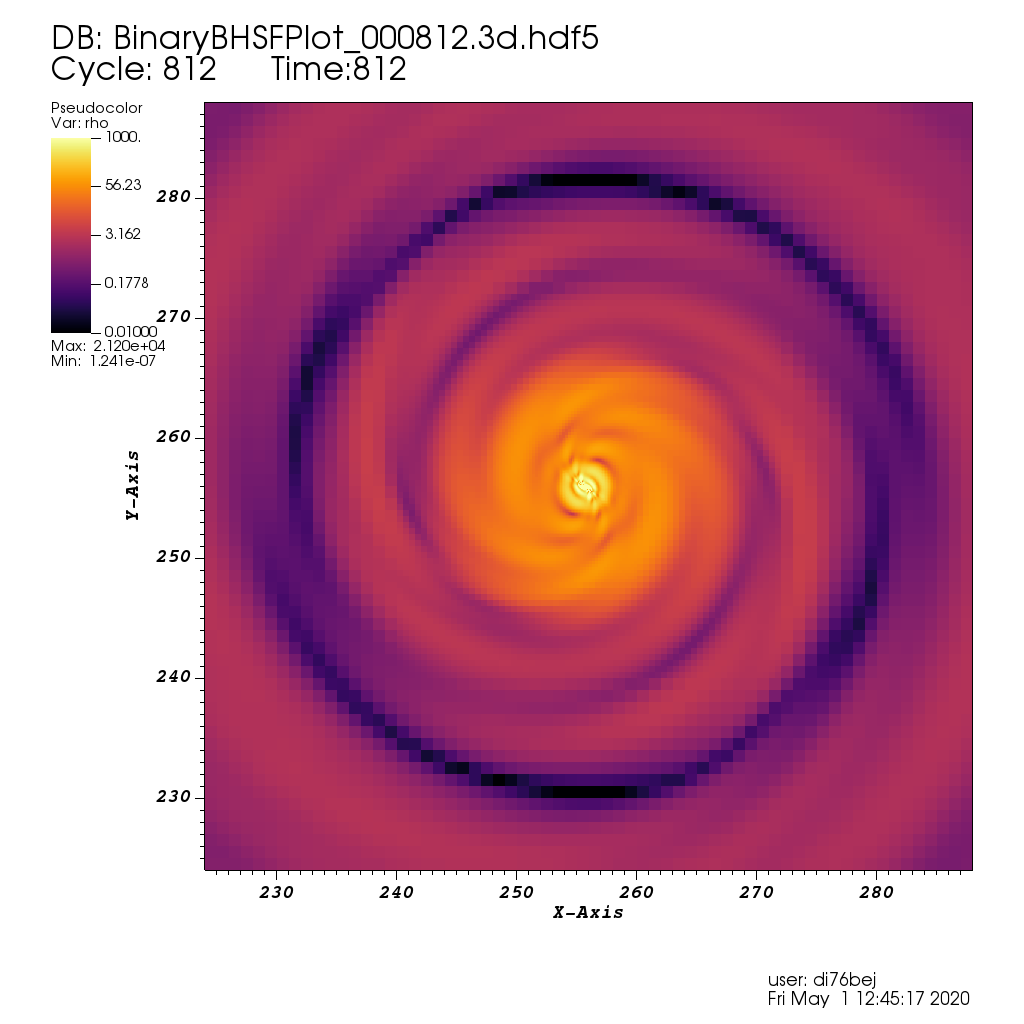 DB: BinaryBHSFPlot_000812.3d.hdf5
Cycle: 812 Time:812
Pseudocolor
Var: rho
1000.
56.23
3.162
0.1778
0.01000
Max: 2.120e+04
Min: 1.241e-07
280
270
260
250
240
230
Y-Axis
230 240 250 260 270 280
X-Axis
user: di76bej
Fri May 1 12:45:17 2020